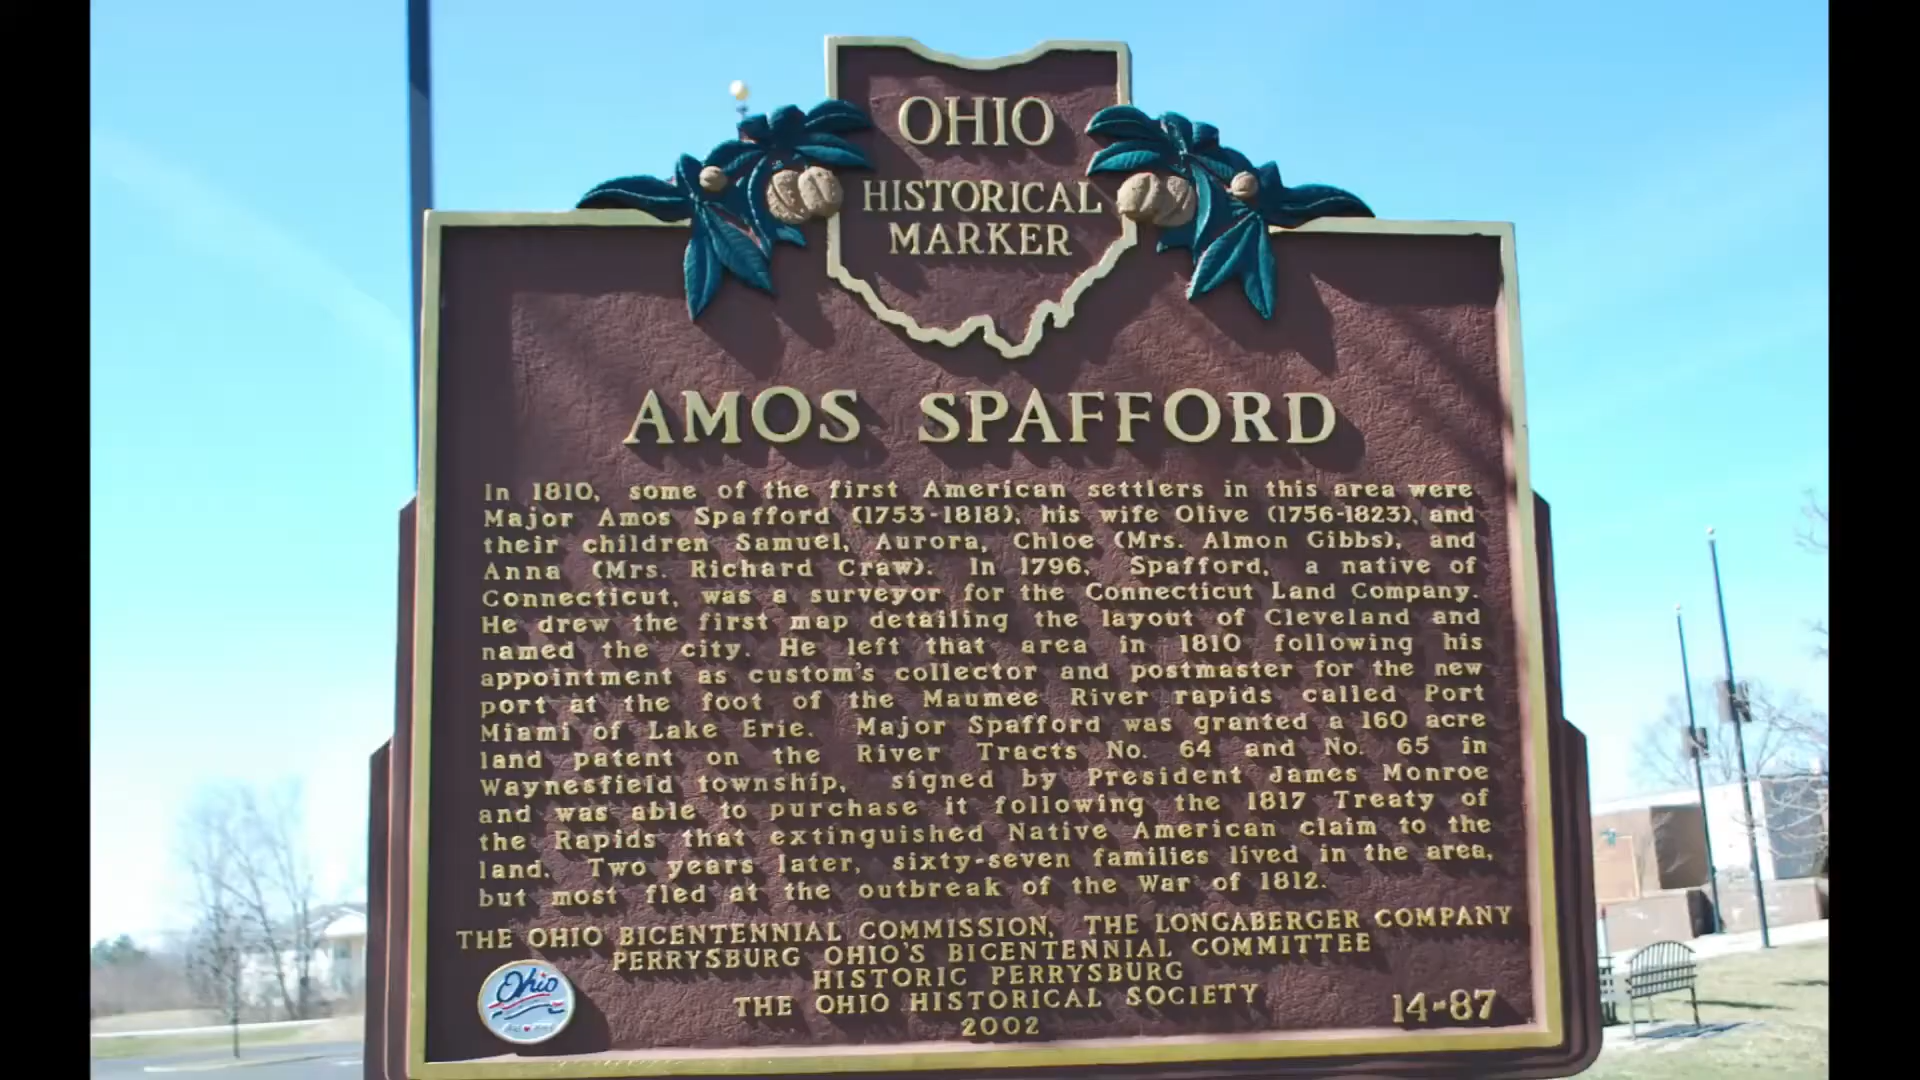 OHIO
HISTORICAL
MARKER
AMOS SPAFFORD
In 1810, some of the first American settlers in this area were
Major Amos Spafford (1753-1818), his wife Olive (1756-1823), and
their children Samuel, Aurora, Chloe (Mrs. Almon Gibbs), and
Anna (Mrs. Richard Craw). In 1796, Spafford, a native of
Connecticut, was a surveyor for the Connecticut Land Company.
He drew the first map detailing the layout of Cleveland and
named the city. He left that area in 1810 following his
appointment as custom's collector and postmaster for the new
port at the foot of the Maumee River rapids called Port
Miami of Lake Erie. Major Spafford was granted a 160 acre
land patent on the River Tracts No. 64 and No. 65 in
Waynesfield township, signed by President James Monroe
and was able to purchase it following the 1817 Treaty of
the Rapids that extinguished Native American claim to the
land. Two years later, sixty-seven families lived in the area,
but most fled at the outbreak of the War of 1812.
THE OHIO BICENTENNIAL COMMISSION, THE LONGABERGER COMPANY
PERRYSBURG OHIO'S BICENTENNIAL COMMITTEE
HISTORIC PERRYSBURG
THE OHIO HISTORICAL SOCIETY
2002
14-87
Ohio